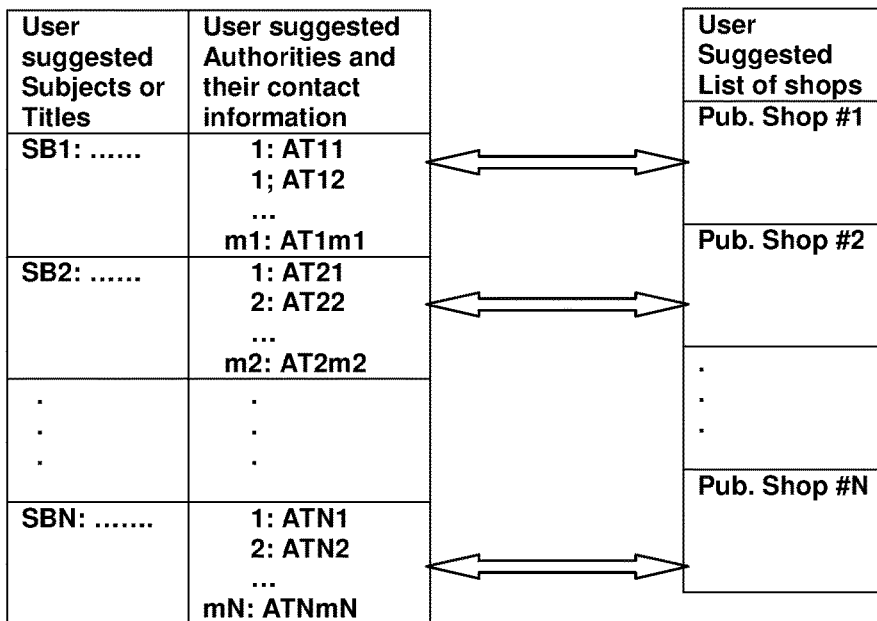 User
suggested
Subjects or
Titles
User suggested
Authorities and
their contact
information
SB1: ......
1: AT11
1; AT12
...
m1: AT1m1
SB2: ......
1: AT21
2: AT22
...
m2: AT2m2
.
.
.
.
.
.
SBN: .......
1: ATN1
2: ATN2
...
mN: ATNmN
User
Suggested
List of shops
Pub. Shop #1
Pub. Shop #2
.
.
.
Pub. Shop #N